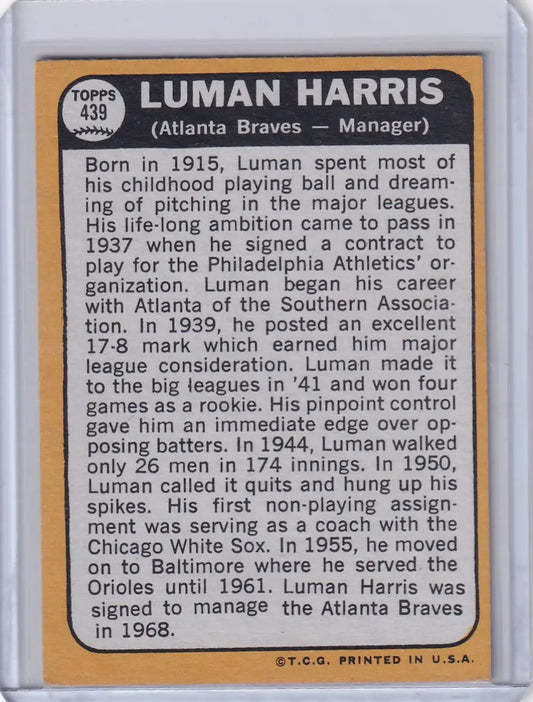 TOPPS
439
LUMAN HARRIS
(Atlanta Braves — Manager)
Born in 1915, Luman spent most of
his childhood playing ball and dream-
ing of pitching in the major leagues.
His life-long ambition came to pass in
1937 when he signed a contract to
play for the Philadelphia Athletics' or-
ganization. Luman began his career
with Atlanta of the Southern Associa-
tion. In 1939, he posted an excellent
17-8 mark which earned him major
league consideration. Luman made it
to the big leagues in '41 and won four
games as a rookie. His pinpoint control
gave him an immediate edge over op-
posing batters. In 1944, Luman walked
only 26 men in 174 innings. In 1950,
Luman called it quits and hung up his
spikes. His first non-playing assign-
ment was serving as a coach with the
Chicago White Sox. In 1955, he moved
on to Baltimore where he served the
Orioles until 1961. Luman Harris was
signed to manage the Atlanta Braves
in 1968.
©T.C.G. PRINTED IN U.S.A.